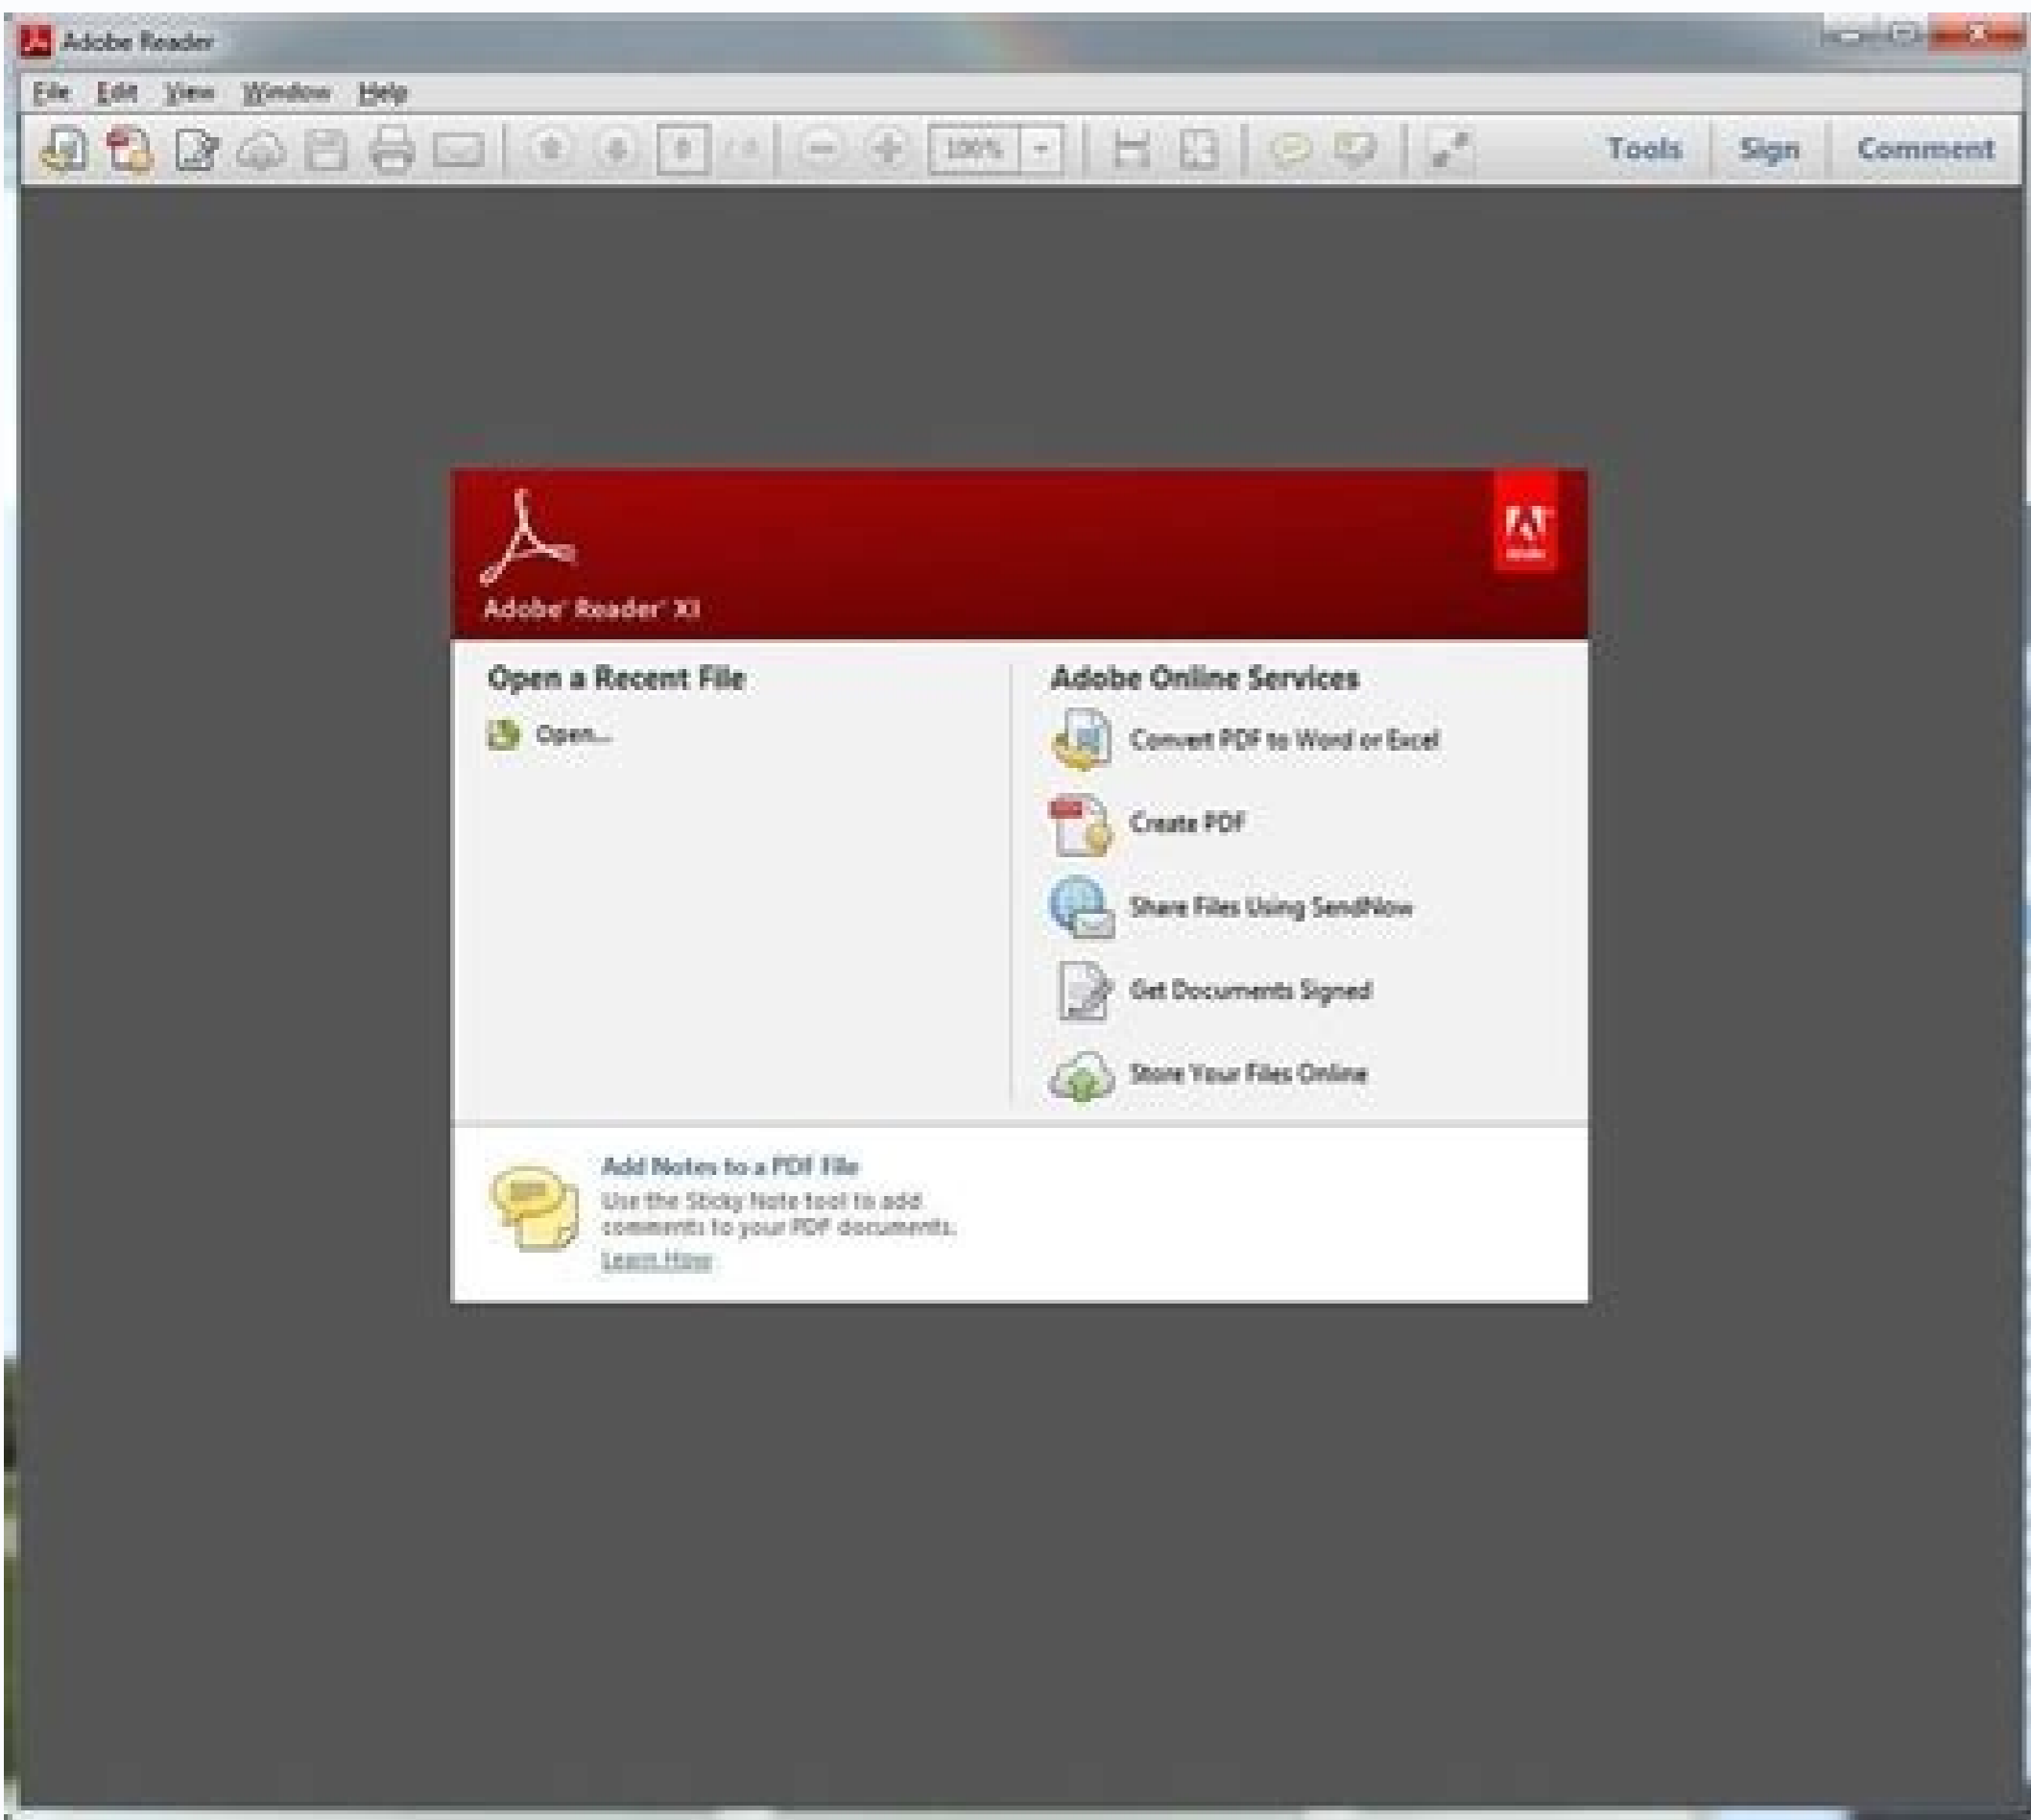 Adobe Reader
File Edit View Window Help
100%
Tools Sign Comment
Adobe
Adobe® Reader® XI
Open a Recent File
Open...
Adobe Online Services
Convert PDF to Word or Excel
Create PDF
Share Files Using SendNow
Get Documents Signed
Store Your Files Online
Add Notes to a PDF File
Use the Sticky Note tool to add
comments to your PDF documents.
Learn How